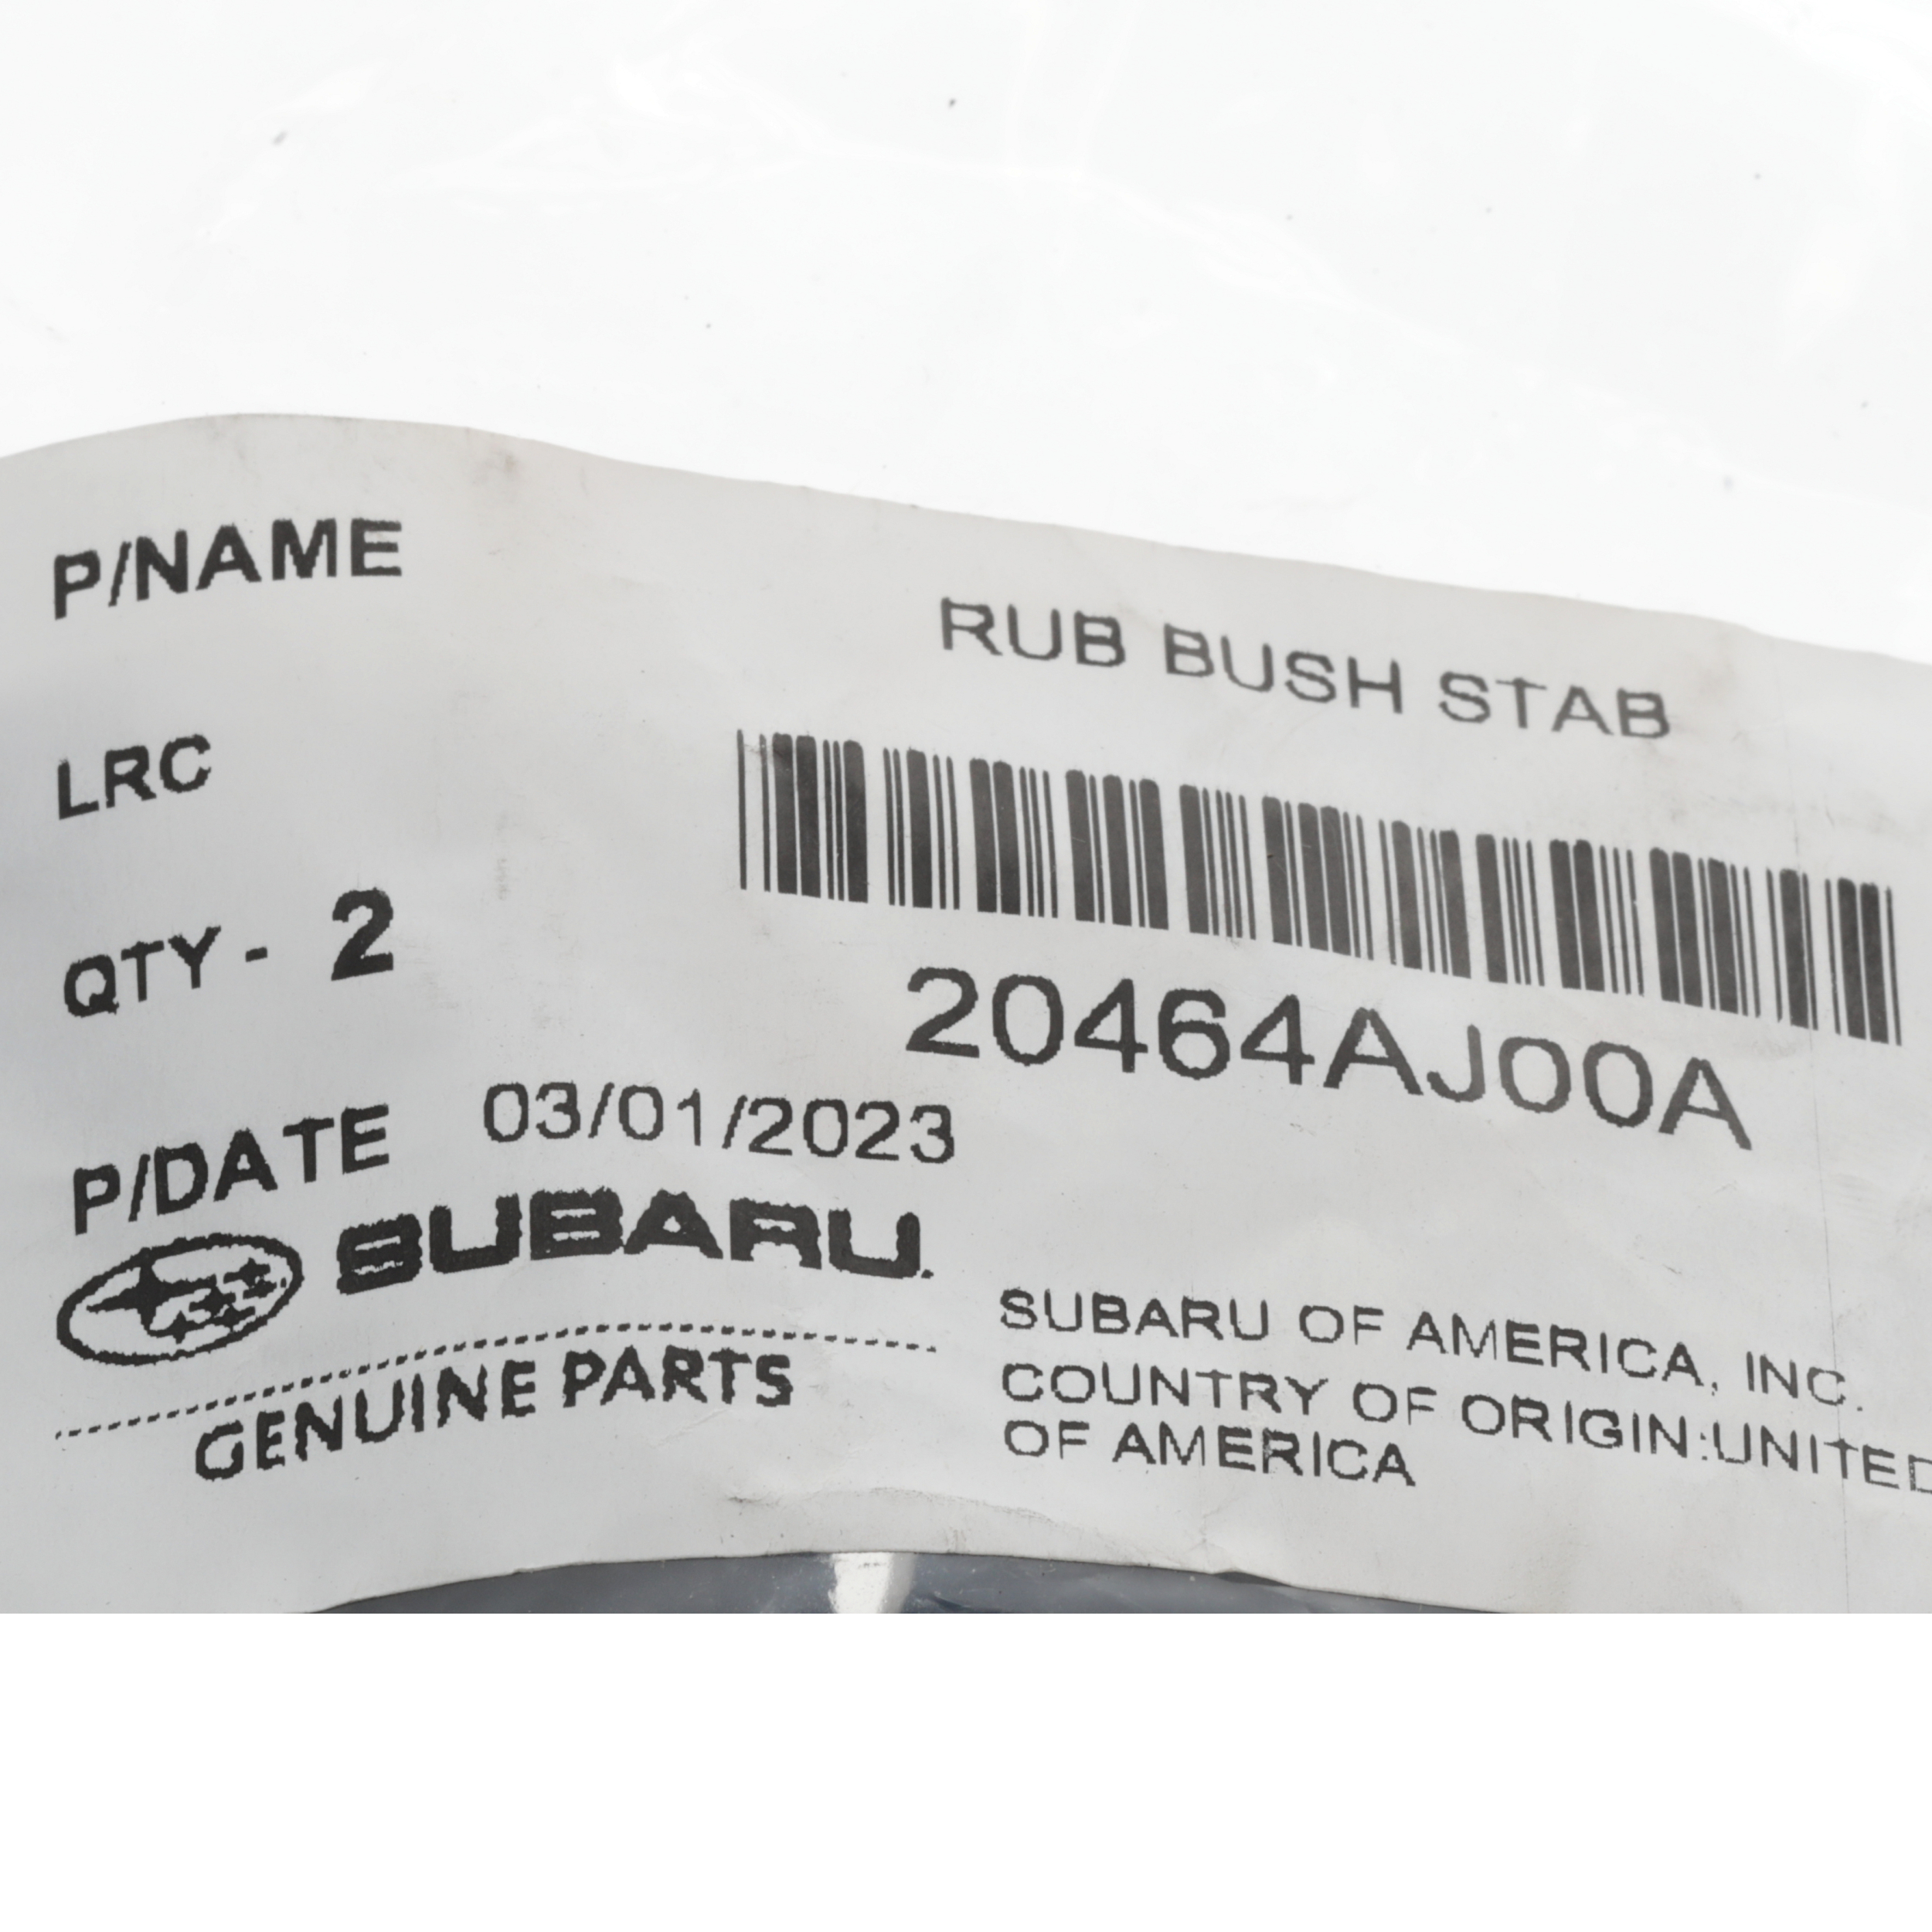 P/NAME
RUB BUSH STAB
LRC
QTY - 2
20464AJ00A
P/DATE 03/01/2023
SUBARU.
GENUINE PARTS
SUBARU OF AMERICA, INC.
COUNTRY OF ORIGIN:UNITED
OF AMERICA